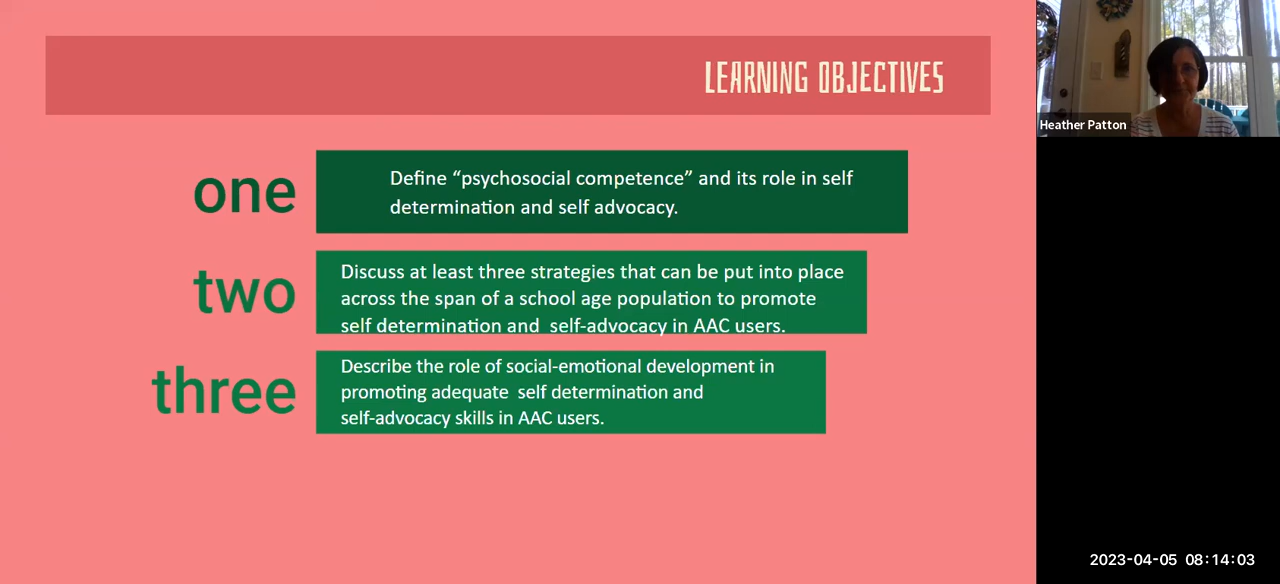 LEARNING OBJECTIVES
one
Define “psychosocial competence” and its role in self
determination and self advocacy.
two
Discuss at least three strategies that can be put into place
across the span of a school age population to promote
self determination and  self-advocacy in AAC users.
three
Describe the role of social-emotional development in
promoting adequate  self determination and
self-advocacy skills in AAC users.
Heather Patton
2023-04-05 08:14:03